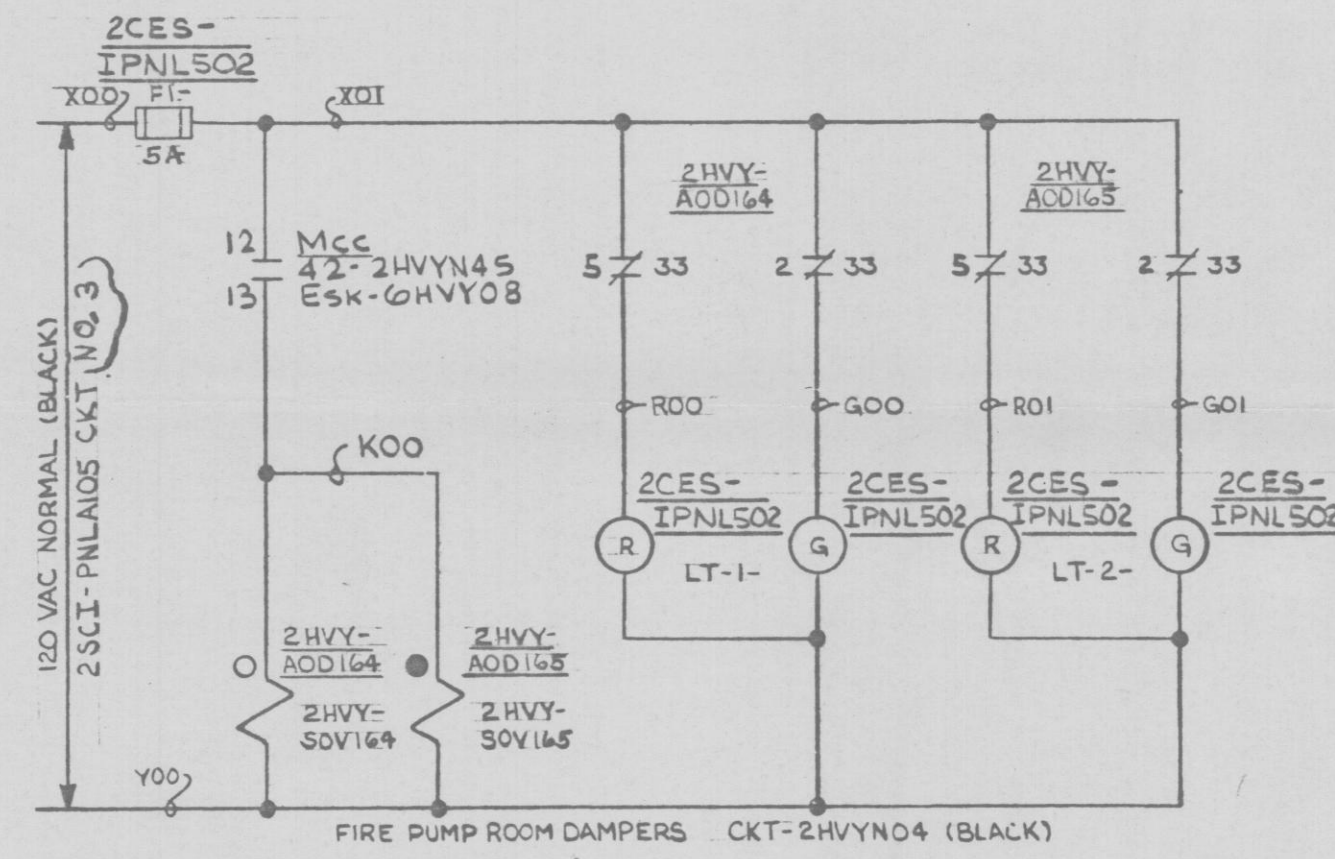 2CES-
IPNL502
X00 F1-
5A
X01
120 VAC NORMAL (BLACK)
2SCI-PNLA105 CKT NO. 3
12 MCC
42-2HVYN45
13 ESK-6HVY08
2HVY-
AOD164
2HVY-
AOD165
5 33
2 33
5 33
2 33
R00
G00
R01
G01
K00
2CES-
IPNL502
2CES-
IPNL502
2CES-
IPNL502
2CES-
IPNL502
R
G
R
G
LT-1-
LT-2-
2HVY-
AOD164
2HVY-
AOD165
2HVY-
SOV164
2HVY-
SOV165
Y00
FIRE PUMP ROOM DAMPERS CKT-2HVYN04 (BLACK)